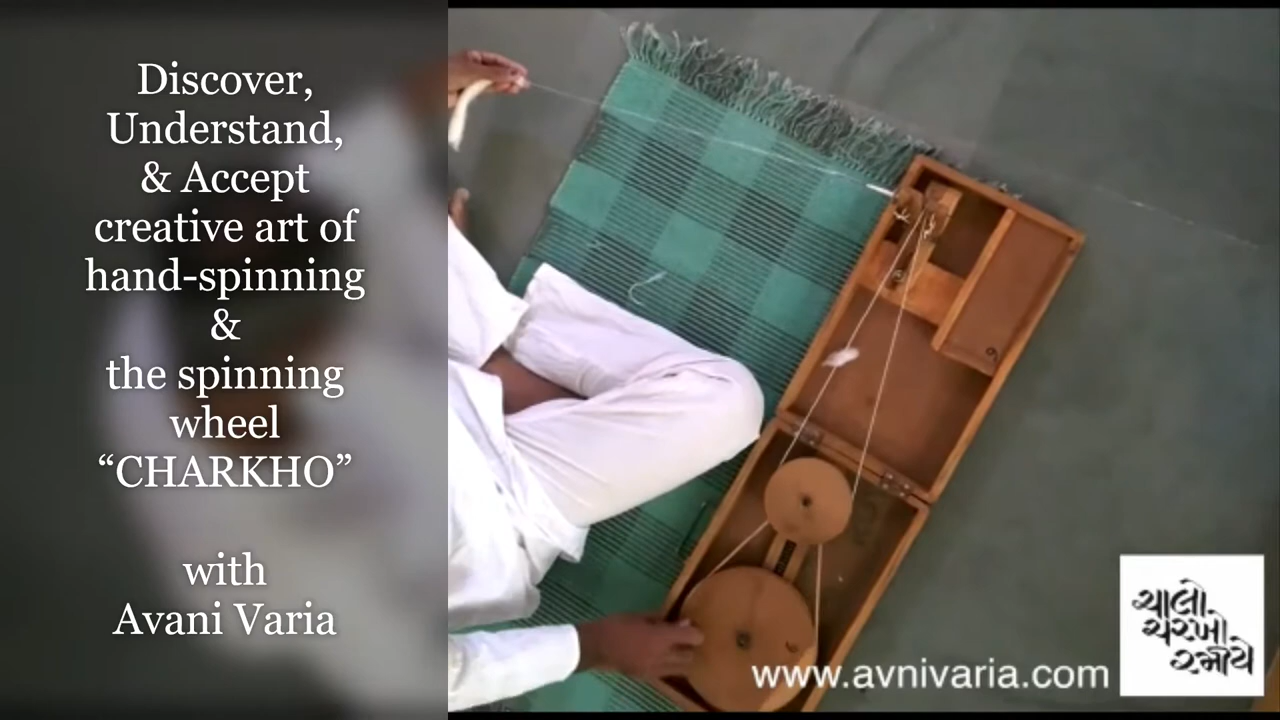 Discover,
Understand,
& Accept
creative art of
hand-spinning
&
the spinning
wheel
“CHARKHO”
with
Avani Varia
www.avnivaria.com
ચાલો
ચરખો
રમીયે